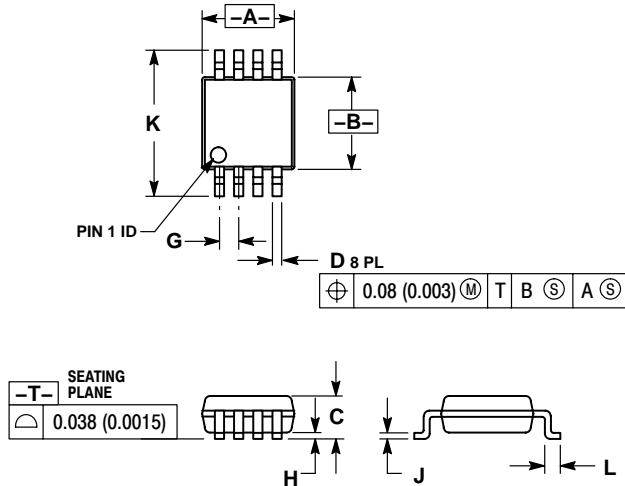 –A–
K
–B–
PIN 1 ID
G
D 8 PL
⌖ 0.08 (0.003) Ⓜ T B Ⓢ A Ⓢ
–T– SEATING PLANE
⌓ 0.038 (0.0015)
C
H
J
L